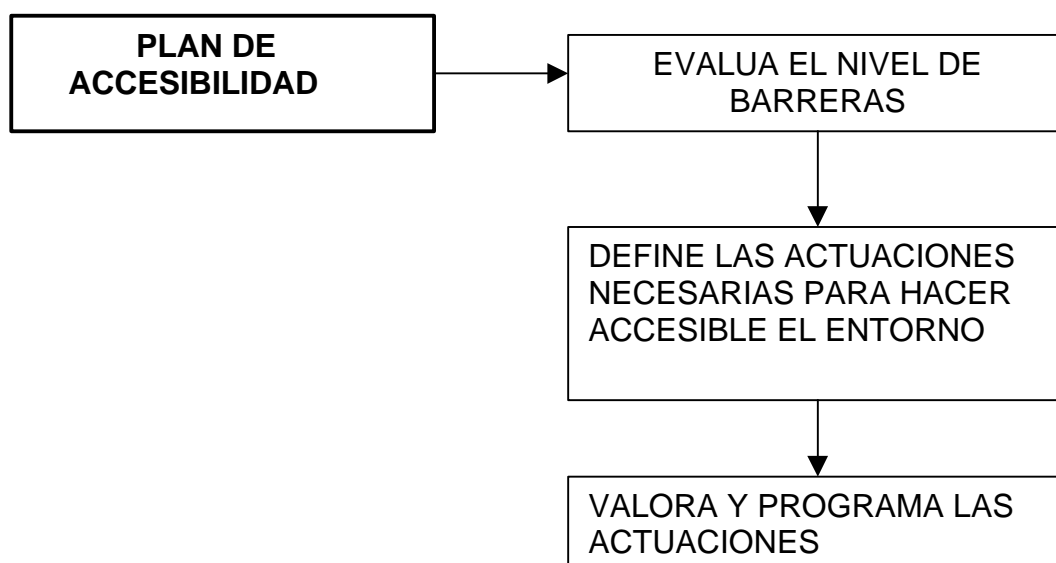 PLAN DE
ACCESIBILIDAD
EVALUA EL NIVEL DE
BARRERAS
DEFINE LAS ACTUACIONES
NECESARIAS PARA HACER
ACCESIBLE EL ENTORNO
VALORA Y PROGRAMA LAS
ACTUACIONES